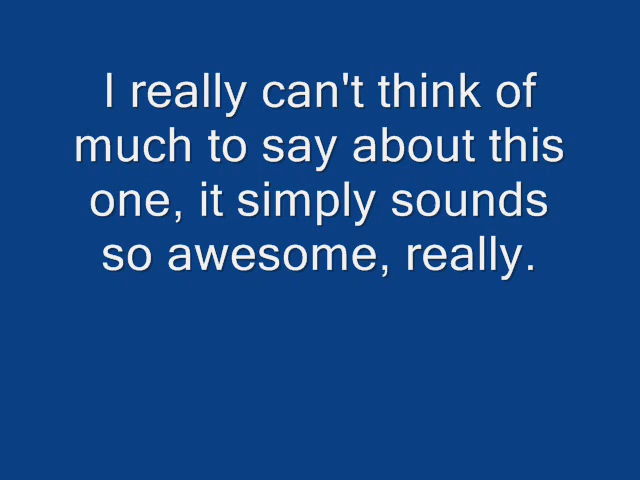 I really can't think of
much to say about this
one, it simply sounds
so awesome, really.